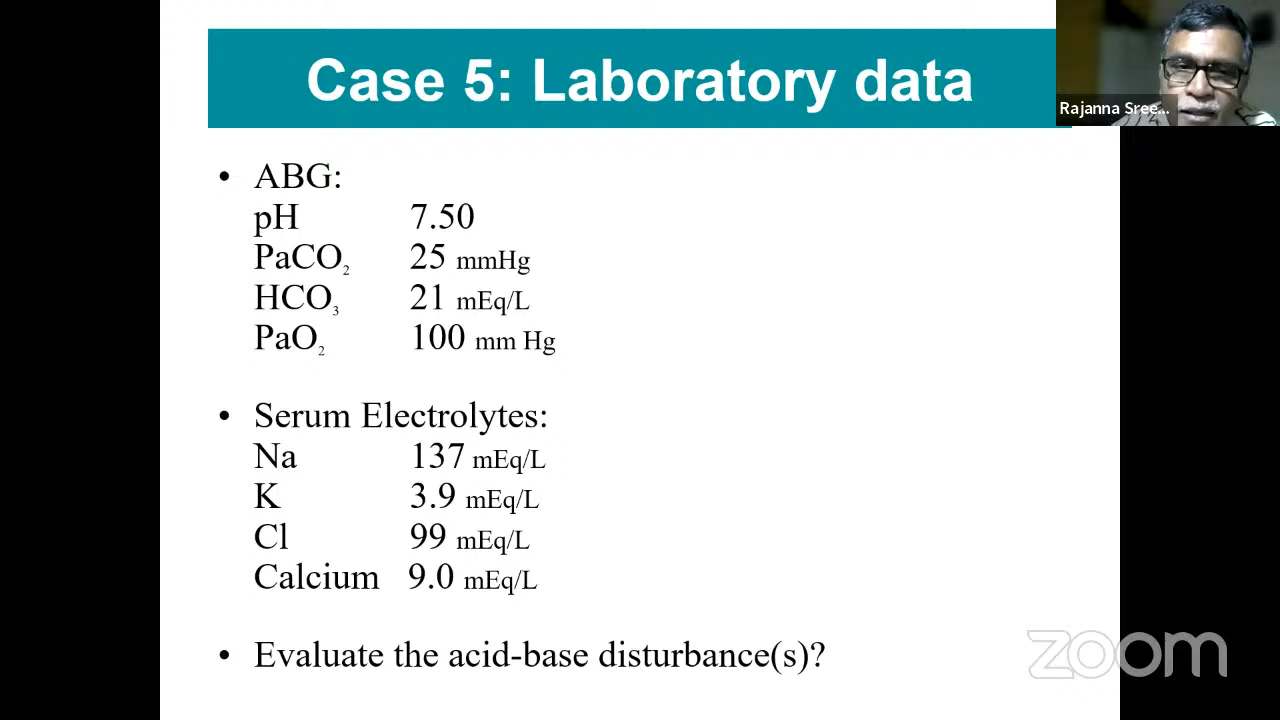 Case 5: Laboratory data
Rajanna Sree...
• ABG:
pH 7.50
PaCO₂ 25 mmHg
HCO₃ 21 mEq/L
PaO₂ 100 mm Hg
• Serum Electrolytes:
Na 137 mEq/L
K 3.9 mEq/L
Cl 99 mEq/L
Calcium 9.0 mEq/L
• Evaluate the acid-base disturbance(s)?
zoom